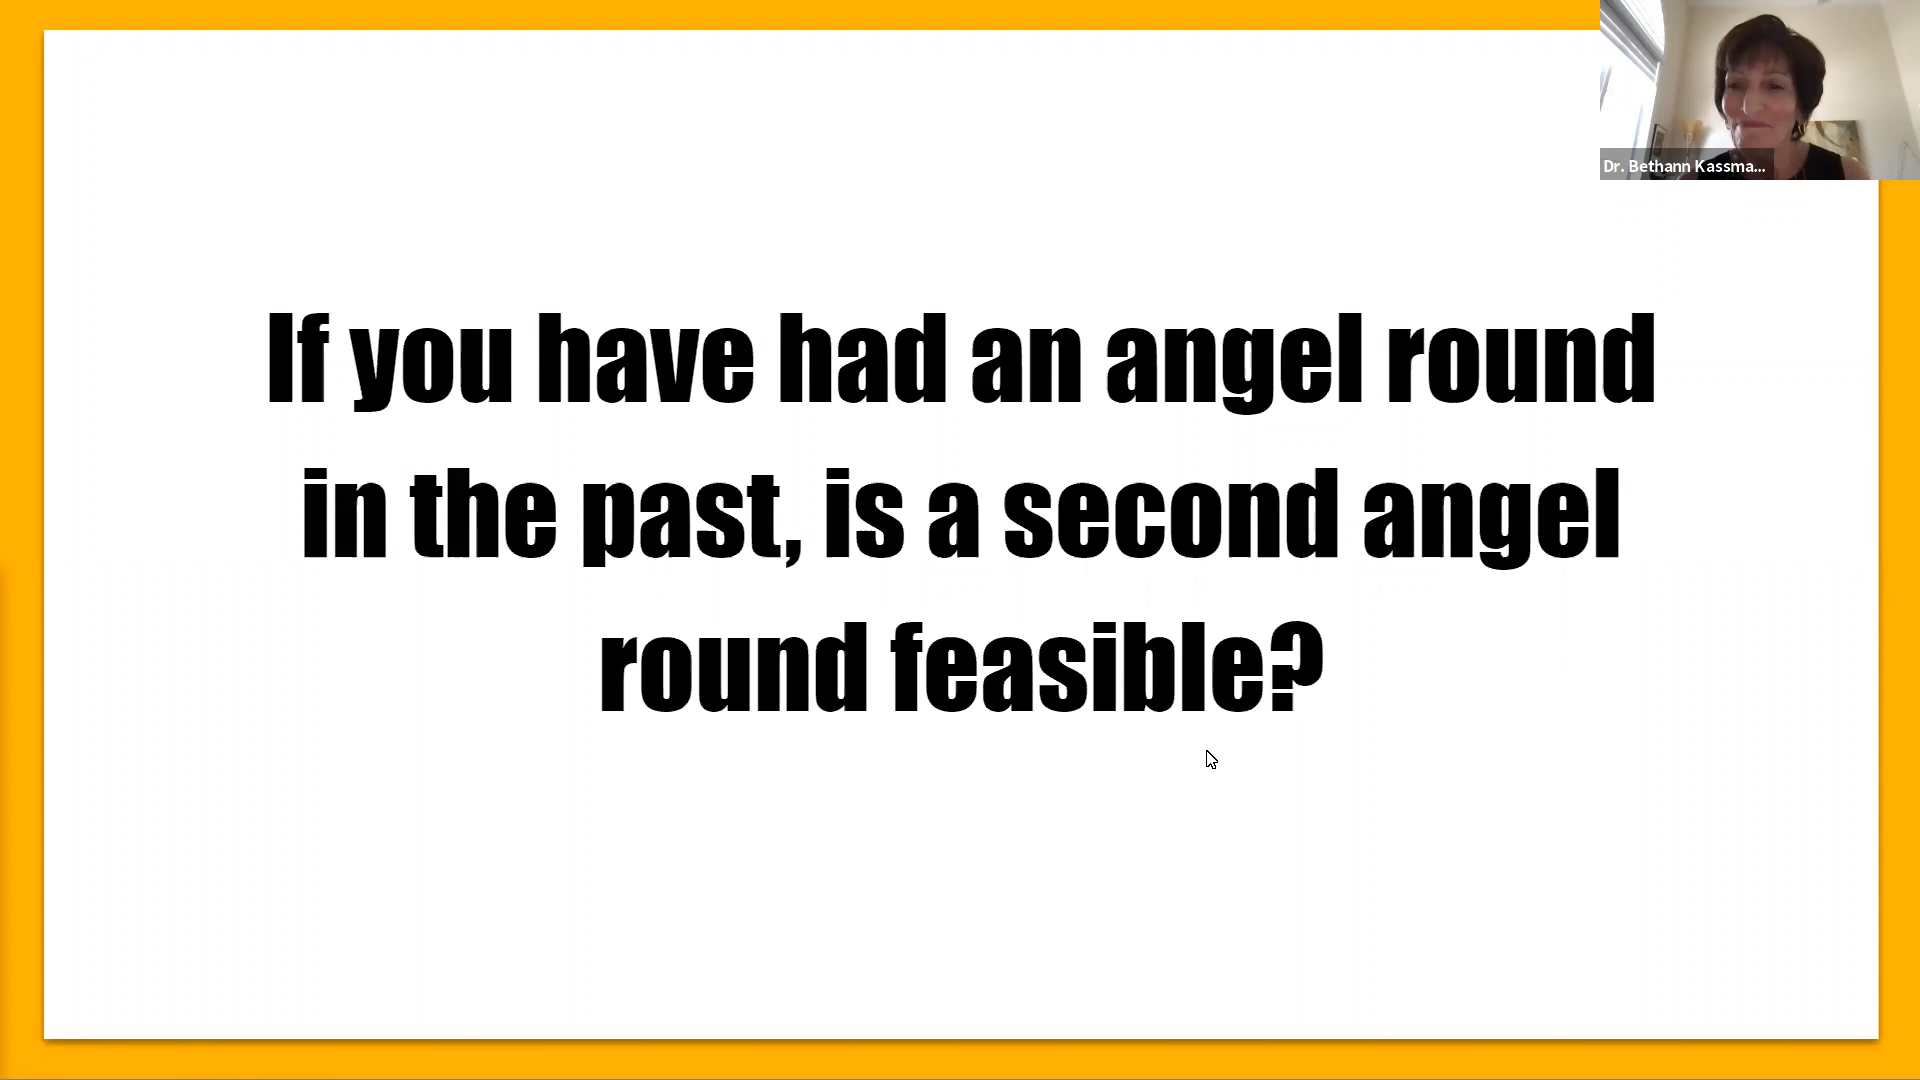 Dr. Bethann Kassma...
If you have had an angel round
in the past, is a second angel
round feasible?